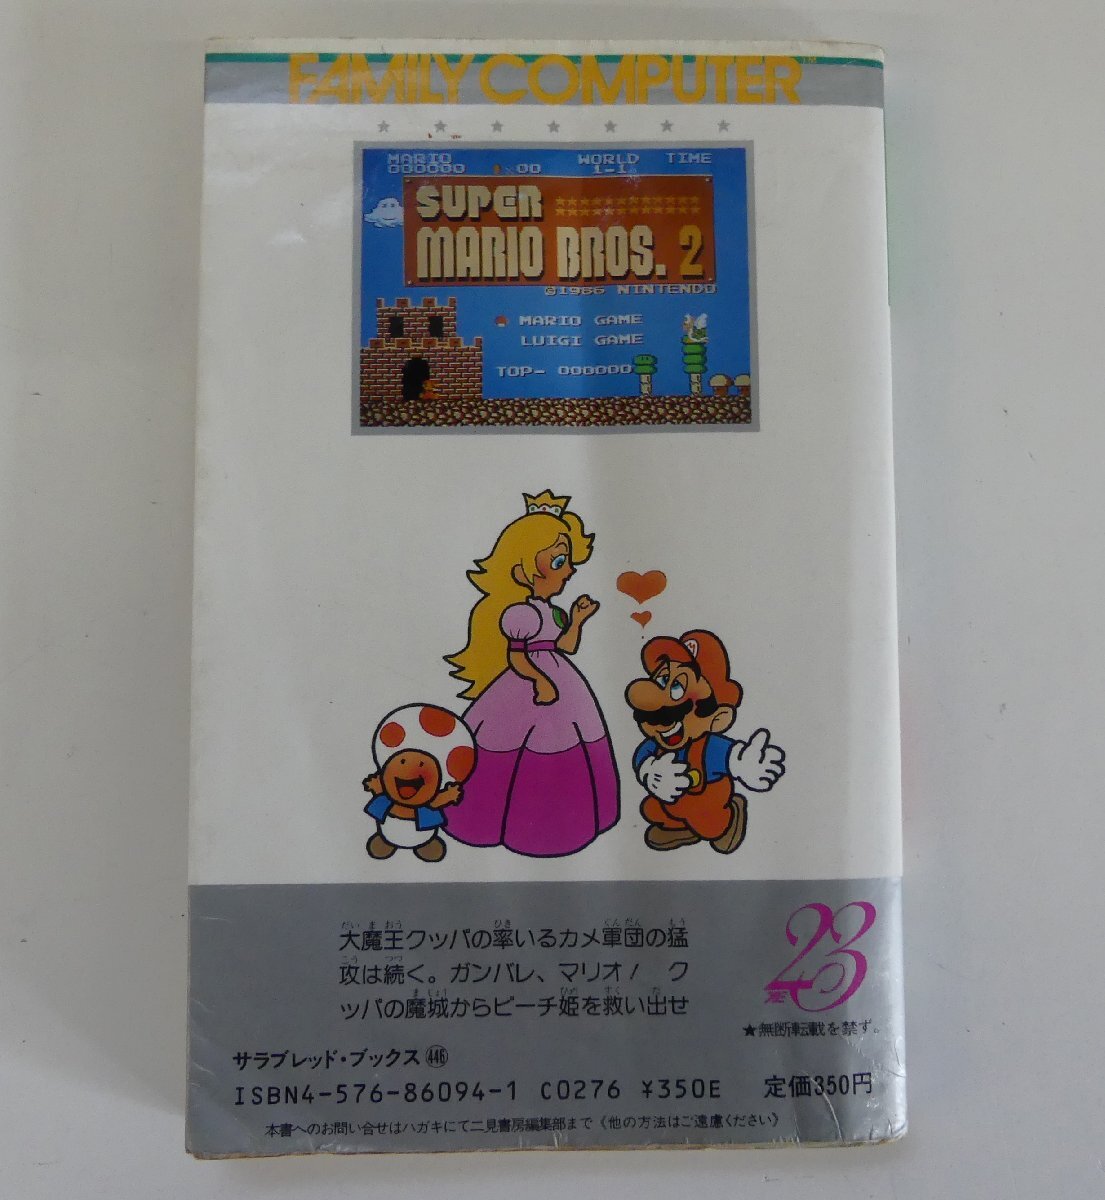 FAMILY COMPUTER™
MARIO WORLD TIME
000000 00 1-1
SUPER
MARIO BROS. 2
©1986 NINTENDO
MARIO GAME
LUIGI GAME
TOP- 000000
M
大魔王クッパの率いるカメ軍団の猛
攻は続く。ガンバレ、マリオ! ク
ッパの魔城からピーチ姫を救い出せ
23
★無断転載を禁ず。
サラブレッド・ブックス 446
ISBN4-576-86094-1 C0276 ¥350E 定価350円
本書へのお問い合せはハガキにて二見書房編集部まで《他の方法はご遠慮ください》